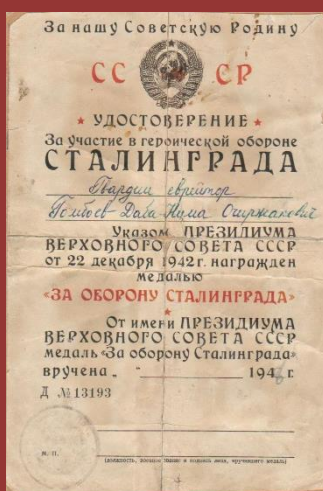 За нашу Советскую Родину
СС СР
УДОСТОВЕРЕНИЕ
За участие в героической обороне
СТАЛИНГРАДА
Гвардии
Гомбоев Даба
Указом ПРЕЗИДИУМА
ВЕРХОВНОГО СОВЕТА СССР
от 22 декабря 1942 г. награжден
медалью
«ЗА ОБОРОНУ СТАЛИНГРАДА»
От имени ПРЕЗИДИУМА
ВЕРХОВНОГО СОВЕТА СССР
медаль «За оборону Сталинграда»
вручена „ 194 г.
Д №13193
М. П.